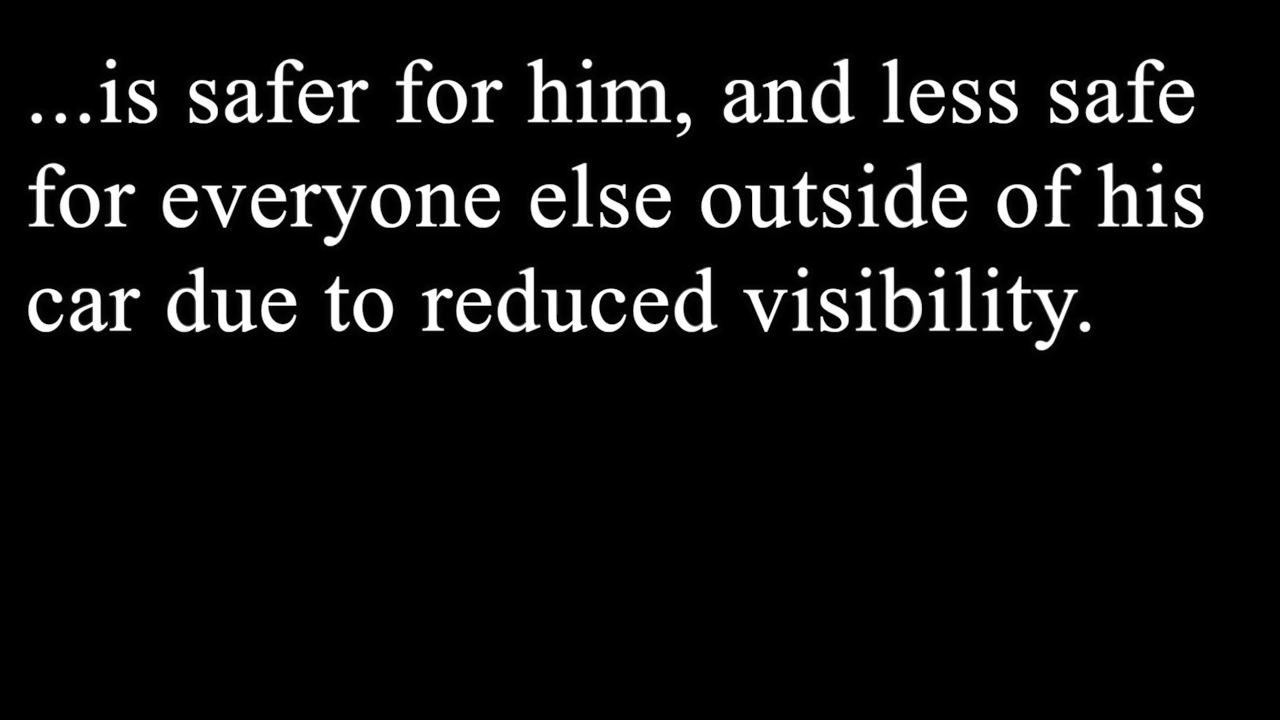 ...is safer for him, and less safe
for everyone else outside of his
car due to reduced visibility.